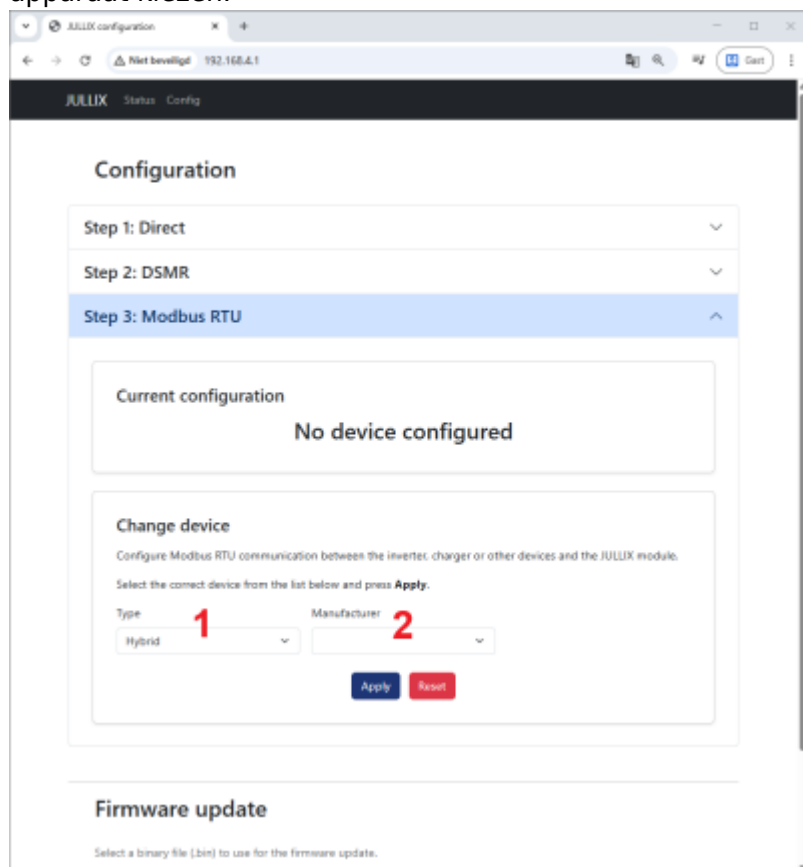 apparaat kiezen.
JULLIX configuration
Niet beveiligd 192.168.4.1
Gast
JULLIX Status Config
Configuration
Step 1: Direct
Step 2: DSMR
Step 3: Modbus RTU
Current configuration
No device configured
Change device
Configure Modbus RTU communication between the inverter, charger or other devices and the JULLIX module.
Select the correct device from the list below and press Apply.
Type Manufacturer
1 2
Hybrid
Apply Reset
Firmware update
Select a binary file (.bin) to use for the firmware update.